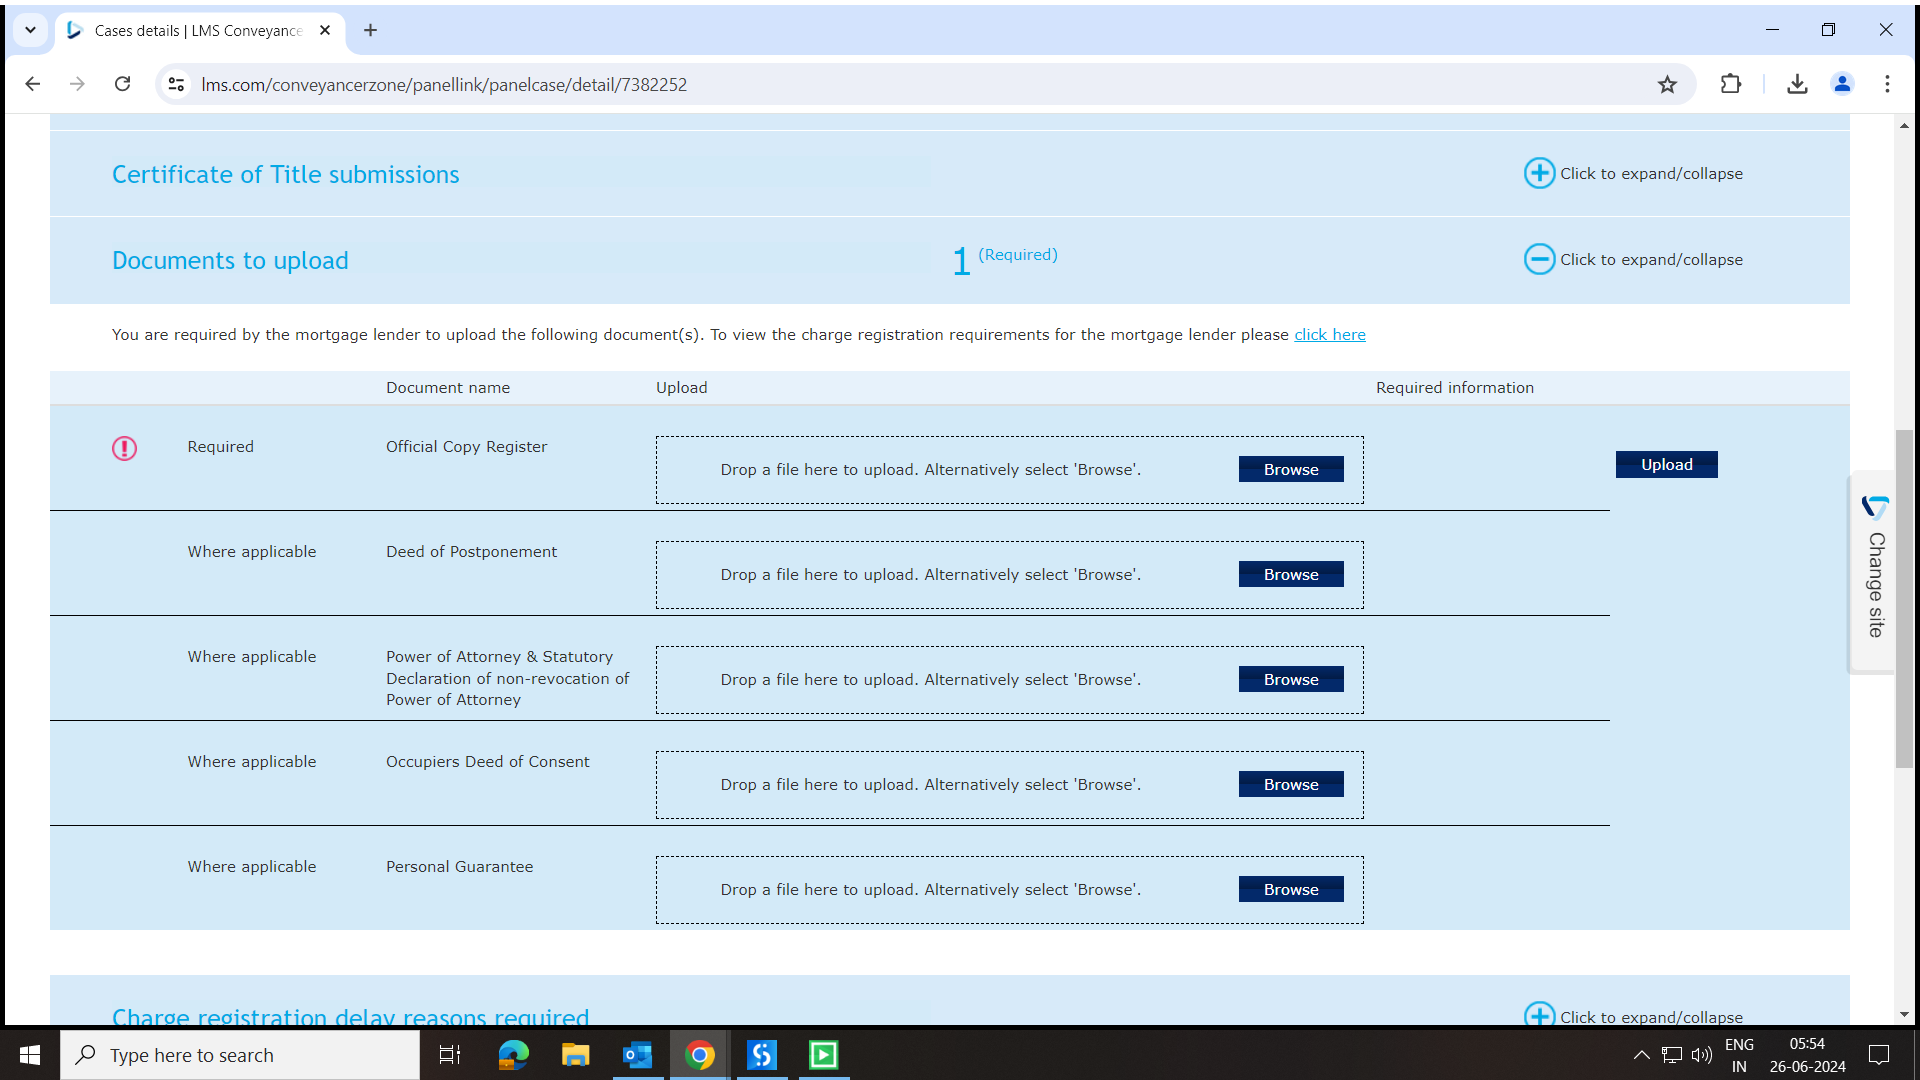 Cases details | LMS Conveyance
lms.com/conveyancerzone/panellink/panelcase/detail/7382252
Certificate of Title submissions
Click to expand/collapse
Documents to upload
1 (Required)
Click to expand/collapse
You are required by the mortgage lender to upload the following document(s). To view the charge registration requirements for the mortgage lender please click here
Document name
Upload
Required information
Required
Official Copy Register
Drop a file here to upload. Alternatively select 'Browse'.
Browse
Upload
Where applicable
Deed of Postponement
Drop a file here to upload. Alternatively select 'Browse'.
Browse
Where applicable
Power of Attorney & Statutory
Declaration of non-revocation of
Power of Attorney
Drop a file here to upload. Alternatively select 'Browse'.
Browse
Where applicable
Occupiers Deed of Consent
Drop a file here to upload. Alternatively select 'Browse'.
Browse
Where applicable
Personal Guarantee
Drop a file here to upload. Alternatively select 'Browse'.
Browse
Change site
Charge registration delay reasons required
Click to expand/collapse
Type here to search
ENG
IN
05:54
26-06-2024